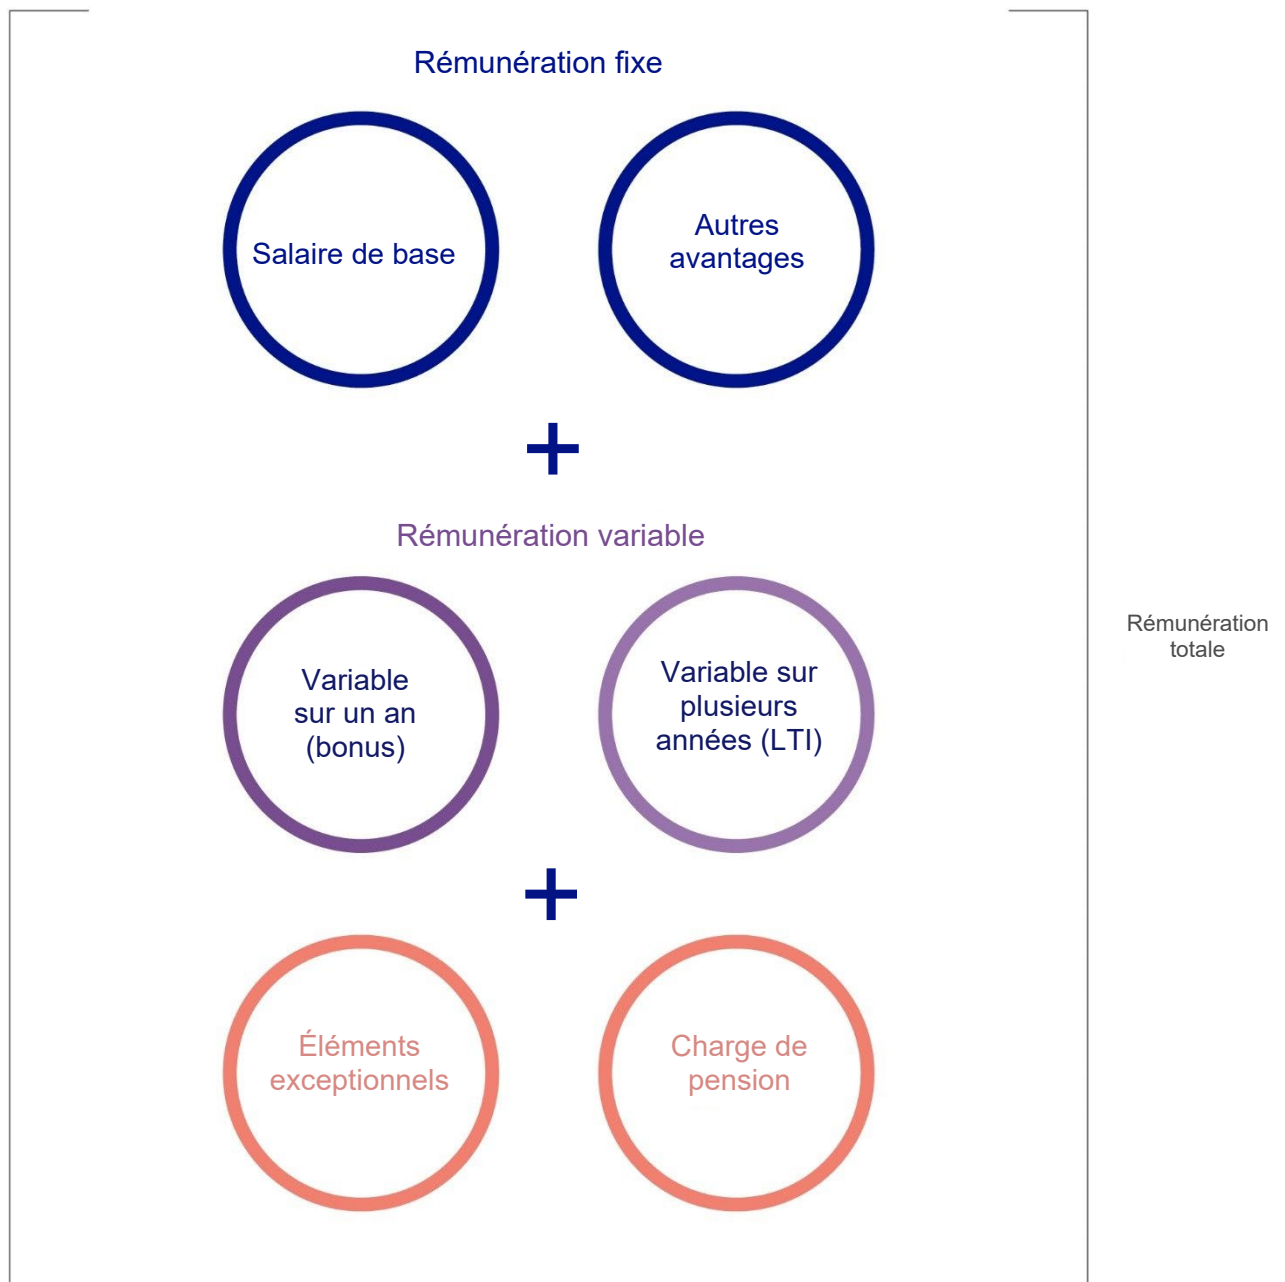 Rémunération fixe
Salaire de base
Autres
avantages
+
Rémunération variable
Variable
sur un an
(bonus)
Variable sur
plusieurs
années (LTI)
Rémunération
totale
+
Éléments
exceptionnels
Charge de
pension